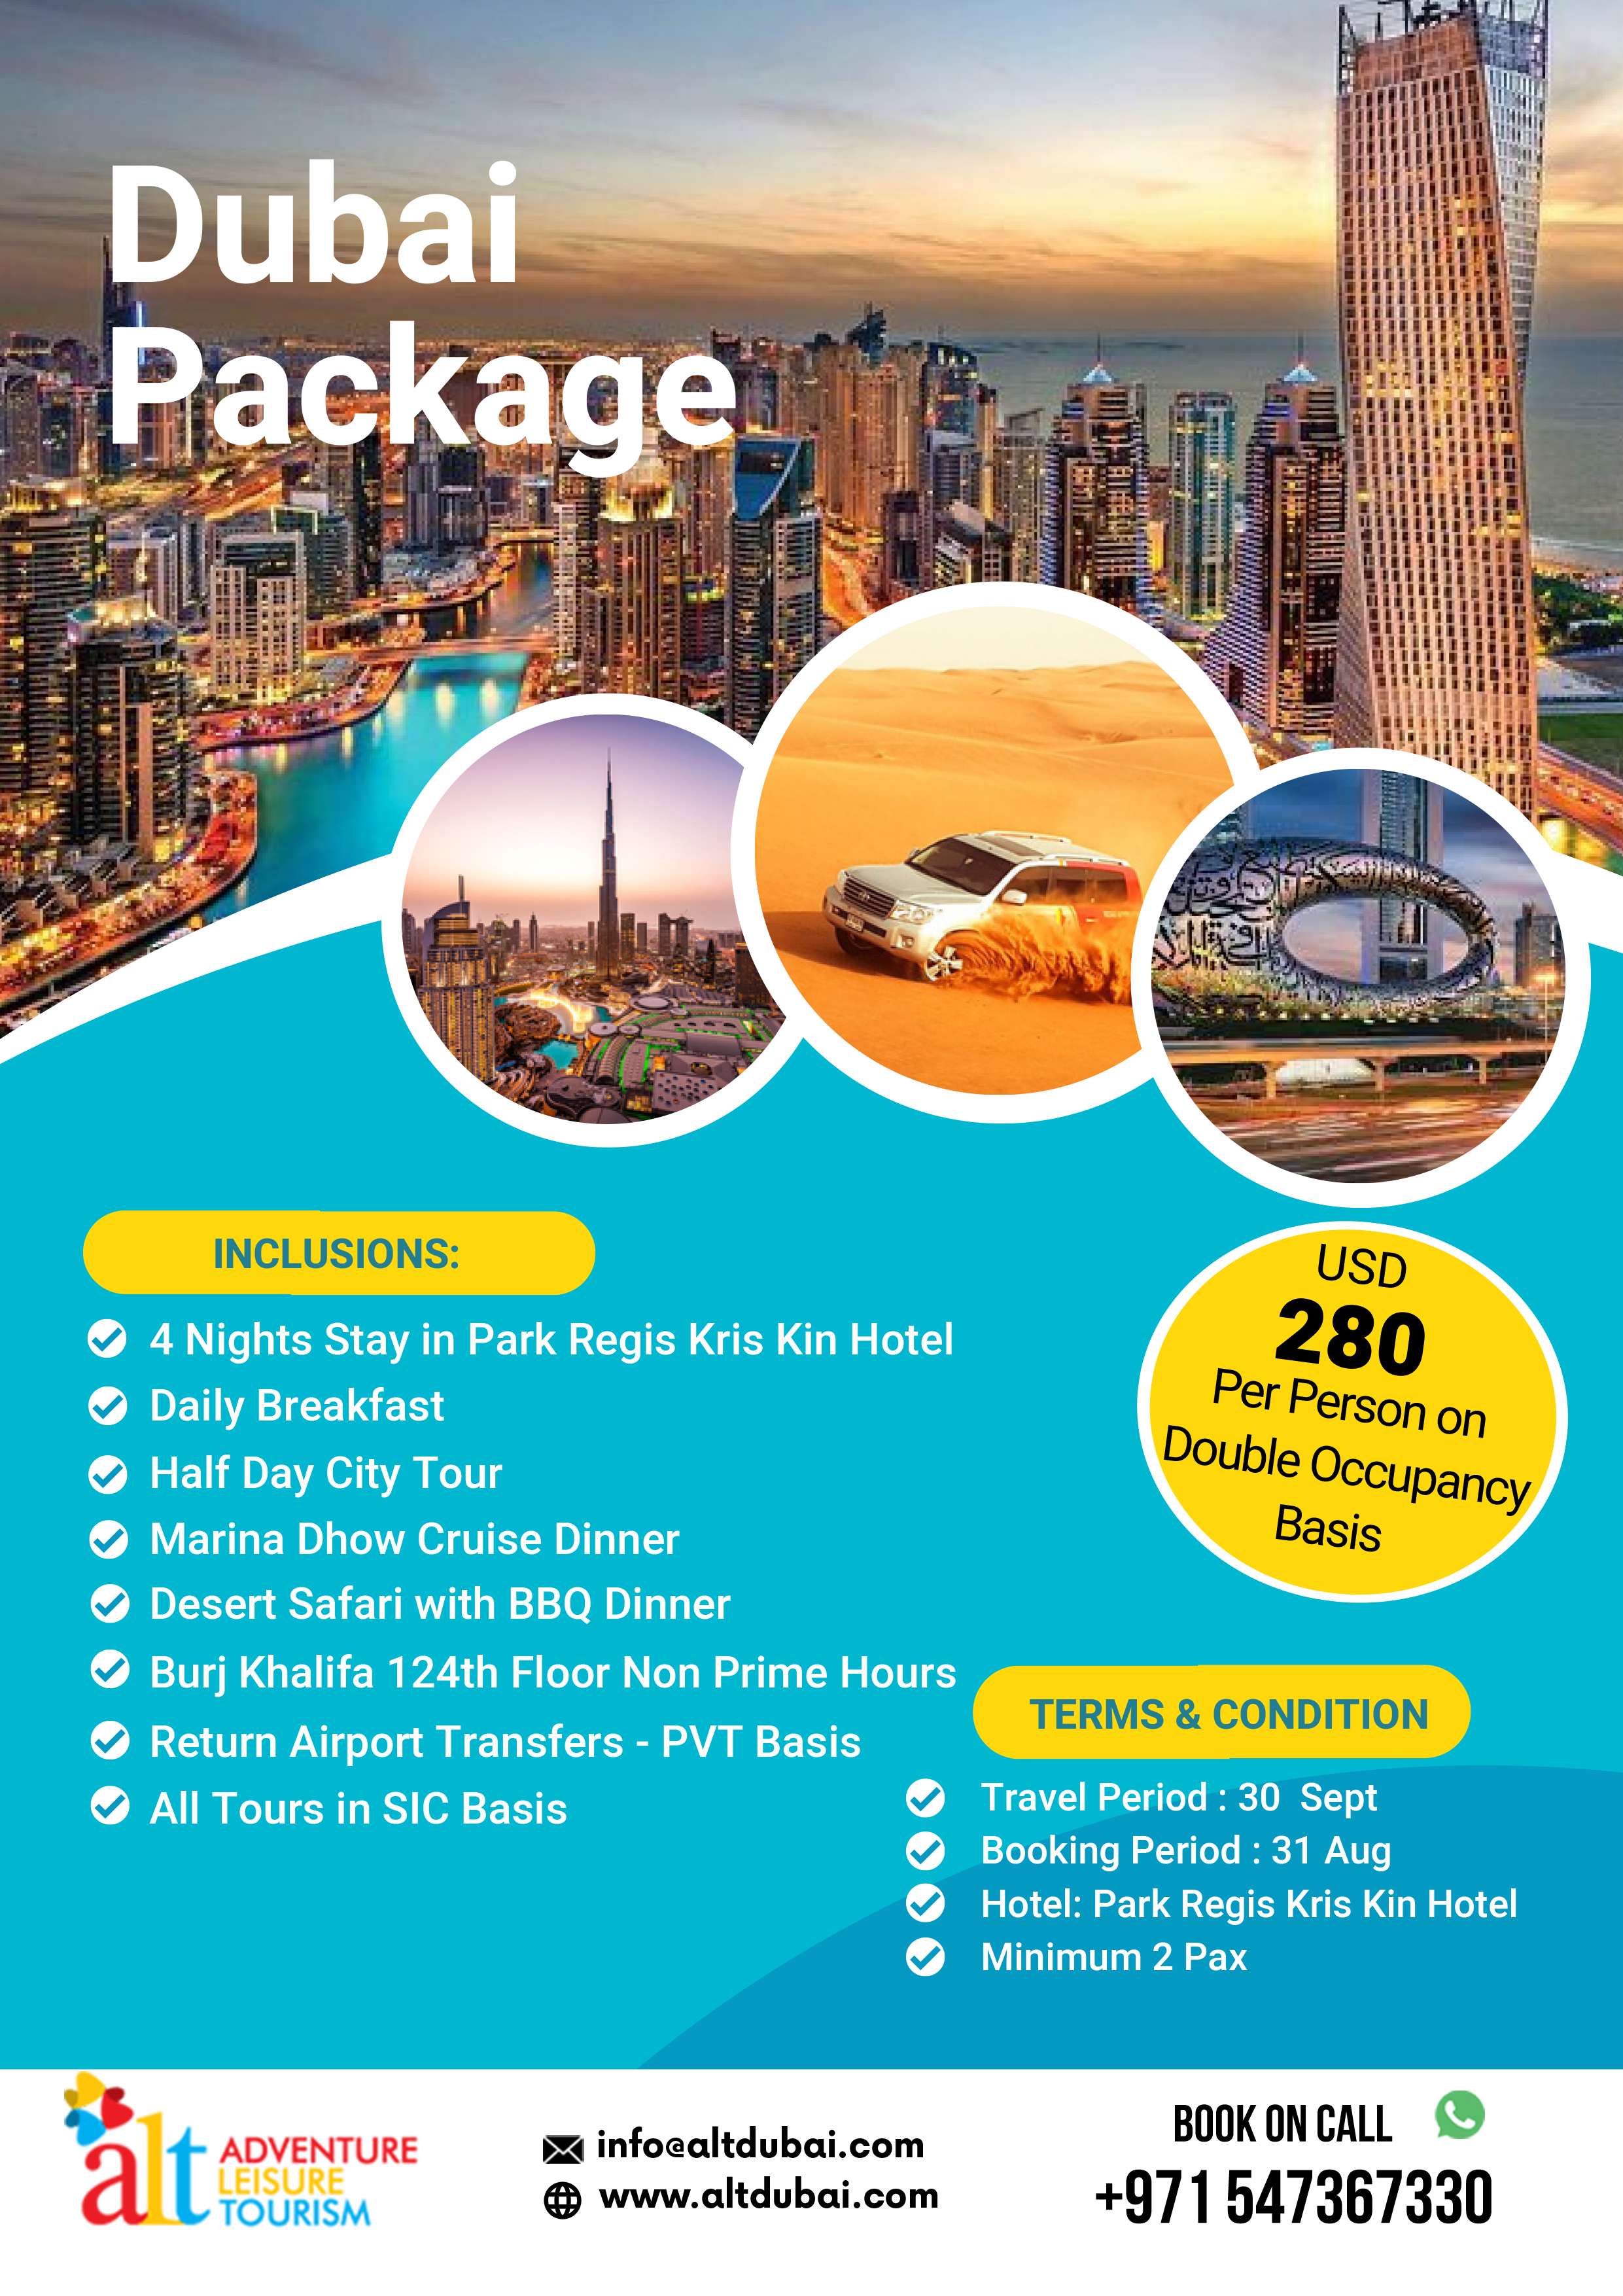 Dubai
Package
INCLUSIONS:
4 Nights Stay in Park Regis Kris Kin Hotel
Daily Breakfast
Half Day City Tour
Marina Dhow Cruise Dinner
Desert Safari with BBQ Dinner
Burj Khalifa 124th Floor Non Prime Hours
Return Airport Transfers - PVT Basis
All Tours in SIC Basis
USD
280
Per Person on
Double Occupancy
Basis
TERMS & CONDITION
Travel Period : 30 Sept
Booking Period : 31 Aug
Hotel: Park Regis Kris Kin Hotel
Minimum 2 Pax
alt
ADVENTURE
LEISURE
TOURISM
info@altdubai.com
www.altdubai.com
BOOK ON CALL
+971 547367330